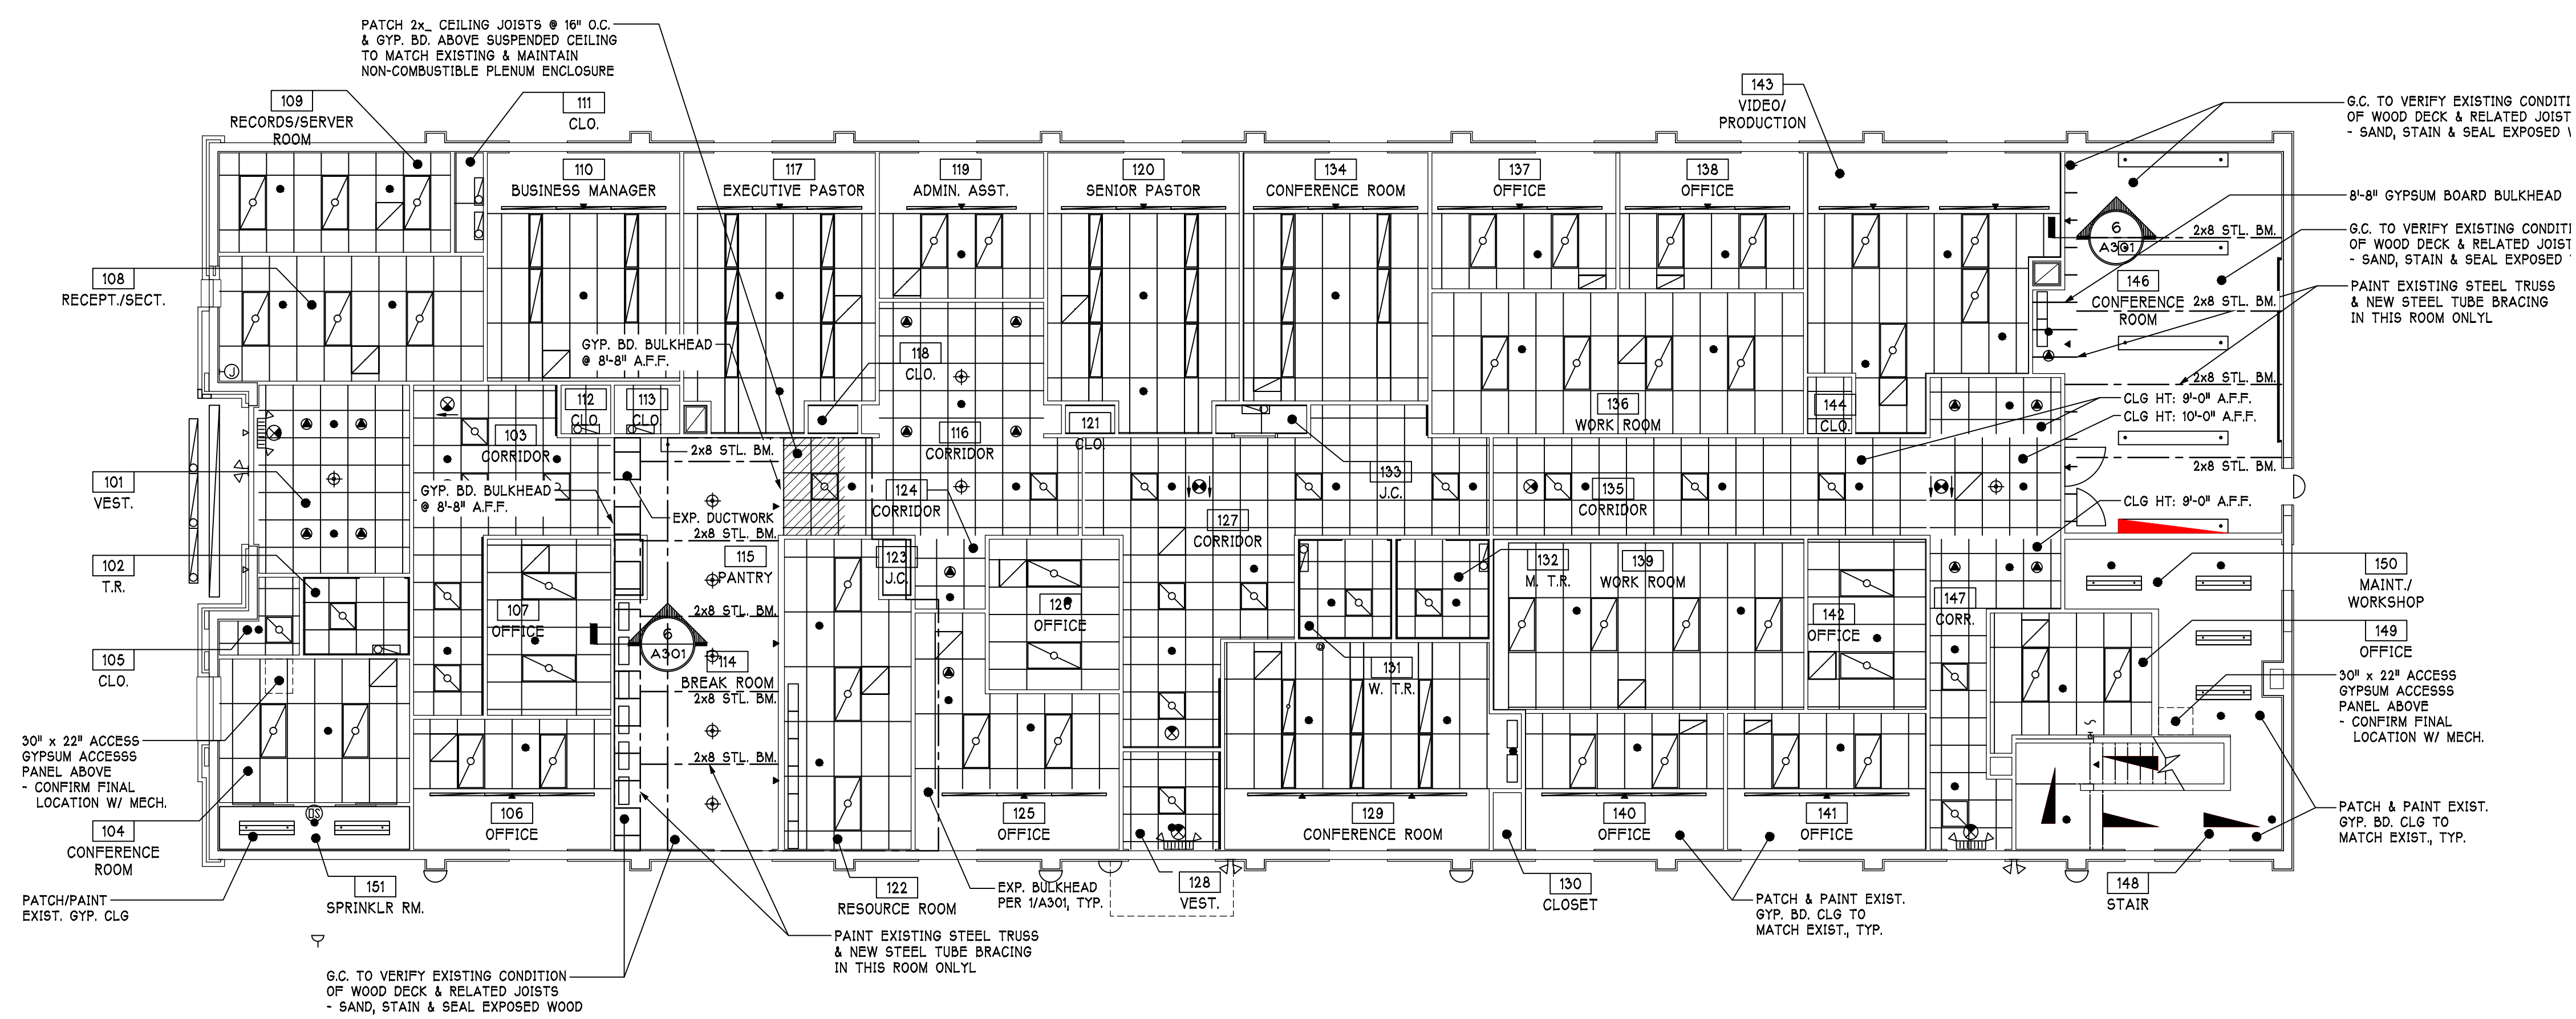 PATCH 2x_ CEILING JOISTS @ 16" O.C.
& GYP. BD. ABOVE SUSPENDED CEILING
TO MATCH EXISTING & MAINTAIN
NON-COMBUSTIBLE PLENUM ENCLOSURE
109
RECORDS/SERVER
ROOM
111
CLO.
143
VIDEO/
PRODUCTION
G.C. TO VERIFY EXISTING CONDITI
OF WOOD DECK & RELATED JOIST
- SAND, STAIN & SEAL EXPOSED
110
BUSINESS MANAGER
117
EXECUTIVE PASTOR
119
ADMIN. ASST.
120
SENIOR PASTOR
134
CONFERENCE ROOM
137
OFFICE
138
OFFICE
8'-8" GYPSUM BOARD BULKHEAD
6
A301
2x8 STL. BM.
G.C. TO VERIFY EXISTING CONDITI
OF WOOD DECK & RELATED JOIST
- SAND, STAIN & SEAL EXPOSED
108
RECEPT./SECT.
146
CONFERENCE
ROOM
2x8 STL. BM.
PAINT EXISTING STEEL TRUSS
& NEW STEEL TUBE BRACING
IN THIS ROOM ONLYL
GYP. BD. BULKHEAD
@ 8'-8" A.F.F.
118
CLO.
J
2x8 STL. BM.
112
CLO.
113
CLO.
121
CLO.
136
WORK ROOM
144
CLO.
CLG HT: 9'-0" A.F.F.
CLG HT: 10'-0" A.F.F.
103
CORRIDOR
116
CORRIDOR
2x8 STL. BM.
2x8 STL. BM.
101
VEST.
133
J.C.
GYP. BD. BULKHEAD
@ 8'-8" A.F.F.
124
CORRIDOR
135
CORRIDOR
CLG HT: 9'-0" A.F.F.
EXP. DUCTWORK
2x8 STL. BM.
127
CORRIDOR
102
T.R.
115
PANTRY
123
J.C.
132
M. T.R.
139
WORK ROOM
150
MAINT./
WORKSHOP
107
OFFICE
2x8 STL. BM.
126
OFFICE
142
OFFICE
147
CORR.
6
A301
105
CLO.
114
BREAK ROOM
2x8 STL. BM.
131
W. T.R.
149
OFFICE
30" x 22" ACCESS
GYPSUM ACCESSS
PANEL ABOVE
- CONFIRM FINAL
LOCATION W/ MECH.
30" x 22" ACCESS
GYPSUM ACCESSS
PANEL ABOVE
- CONFIRM FINAL
LOCATION W/ MECH.
2x8 STL. BM.
104
CONFERENCE
ROOM
DS
106
OFFICE
125
OFFICE
129
CONFERENCE ROOM
140
OFFICE
141
OFFICE
PATCH & PAINT EXIST.
GYP. BD. CLG TO
MATCH EXIST., TYP.
PATCH/PAINT
EXIST. GYP. CLG
151
SPRINKLR RM.
122
RESOURCE ROOM
EXP. BULKHEAD
PER 1/A301, TYP.
128
VEST.
130
CLOSET
PATCH & PAINT EXIST.
GYP. BD. CLG TO
MATCH EXIST., TYP.
148
STAIR
PAINT EXISTING STEEL TRUSS
& NEW STEEL TUBE BRACING
IN THIS ROOM ONLYL
G.C. TO VERIFY EXISTING CONDITION
OF WOOD DECK & RELATED JOISTS
- SAND, STAIN & SEAL EXPOSED WOOD